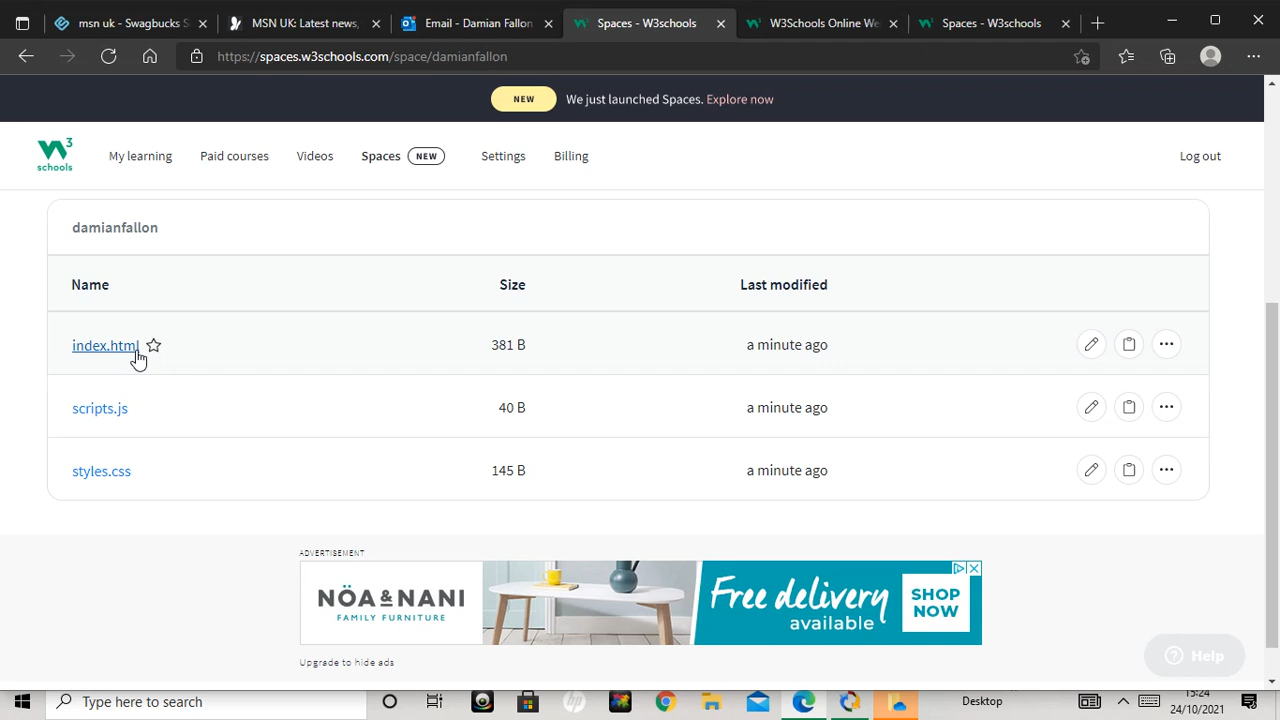 msn uk - Swagbucks S
MSN UK: Latest news,
Email - Damian Fallon
Spaces - W3schools
W3Schools Online We
Spaces - W3schools
https://spaces.w3schools.com/space/damianfallon
NEW We just launched Spaces. Explore now
W3 schools
My learning Paid courses Videos Spaces NEW Settings Billing Log out
damianfallon
Name Size Last modified
index.html 381 B a minute ago
scripts.js 40 B a minute ago
styles.css 145 B a minute ago
ADVERTISEMENT
NÖA & NANI
FAMILY FURNITURE
Free delivery
available
SHOP
NOW
Upgrade to hide ads
Help
Type here to search
hp
Desktop
15:24
24/10/2021